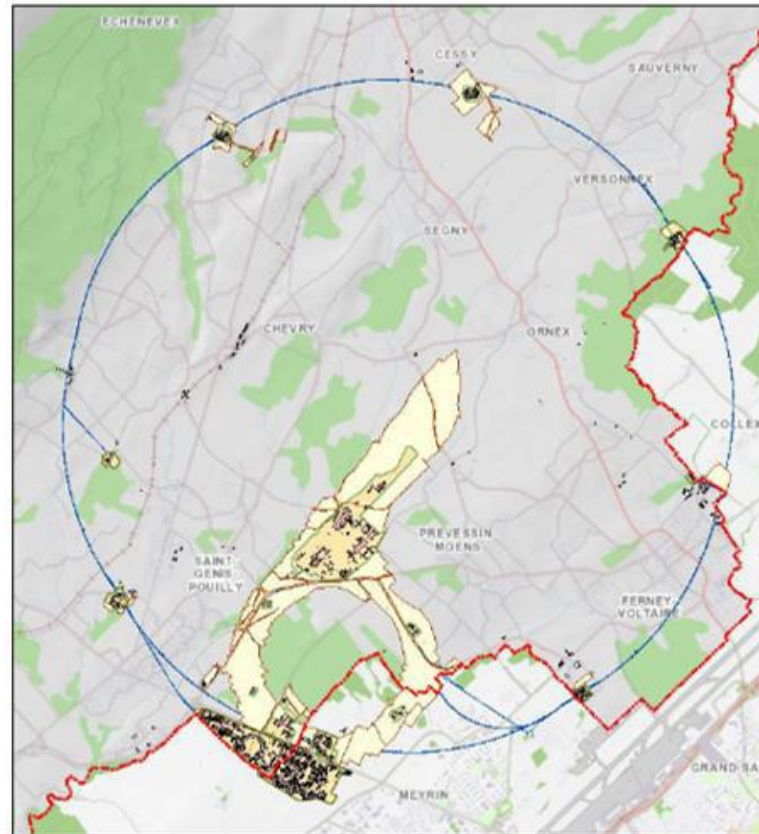 ECHENEVEX
CESSY
SAUVERNY
VERSONNEX
SEGNY
CHEVRY
ORNEX
COLLEX
PREVESSIN
MOENS
SAINT
GENIS
POUILLY
FERNEY
VOLTAIRE
GRAND SA
MEYRIN